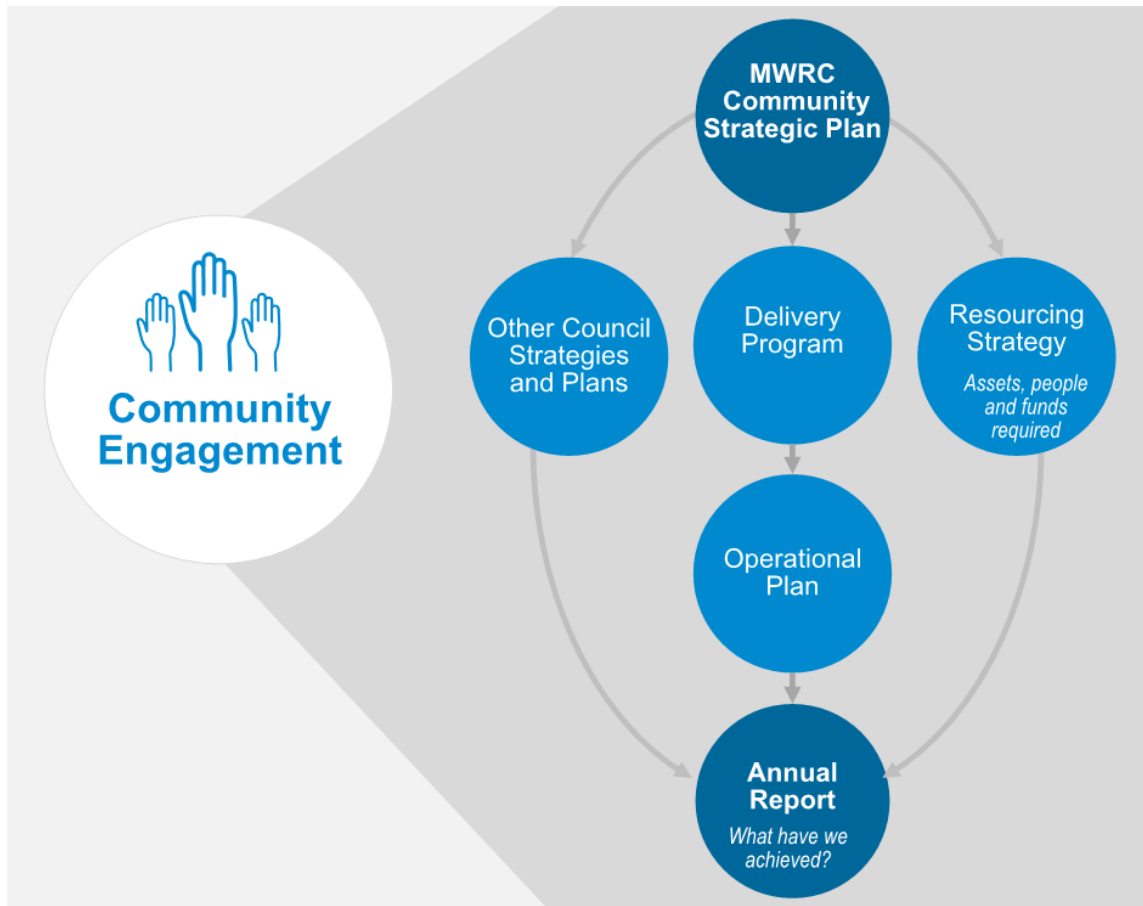 MWRC
Community
Strategic Plan
Community
Engagement
Other Council
Strategies
and Plans
Delivery
Program
Resourcing
Strategy
Assets, people
and funds
required
Operational
Plan
Annual
Report
What have we
achieved?